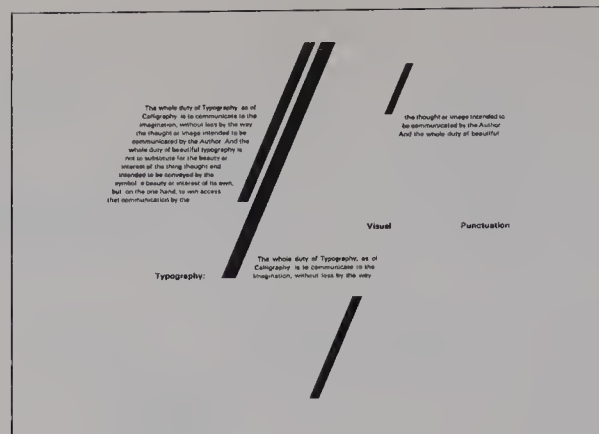 The whole duty of Typography as of
Calligraphy is to communicate to the
imagination, without loss by the way
the thought or image intended to be
communicated by the Author And the
whole duty of beautiful typography is
not to substitute for the beauty or
interest of the thing thought and
intended to be conveyed by the
symbol a beauty or interest of its own,
but on the one hand, to win access
that communication by the
the thought or image intended to
be communicated by the Author
And the whole duty of beautiful
Visual Punctuation
The whole duty of Typography, as of
Calligraphy is to communicate to the
imagination, without loss by the way
Typography: